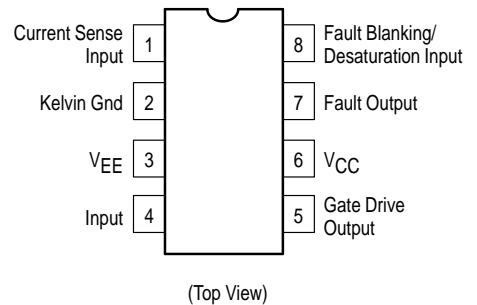 Current Sense
Input
1
8
Fault Blanking/
Desaturation Input
Kelvin Gnd
2
7
Fault Output
VEE
3
6
VCC
Input
4
5
Gate Drive
Output
(Top View)